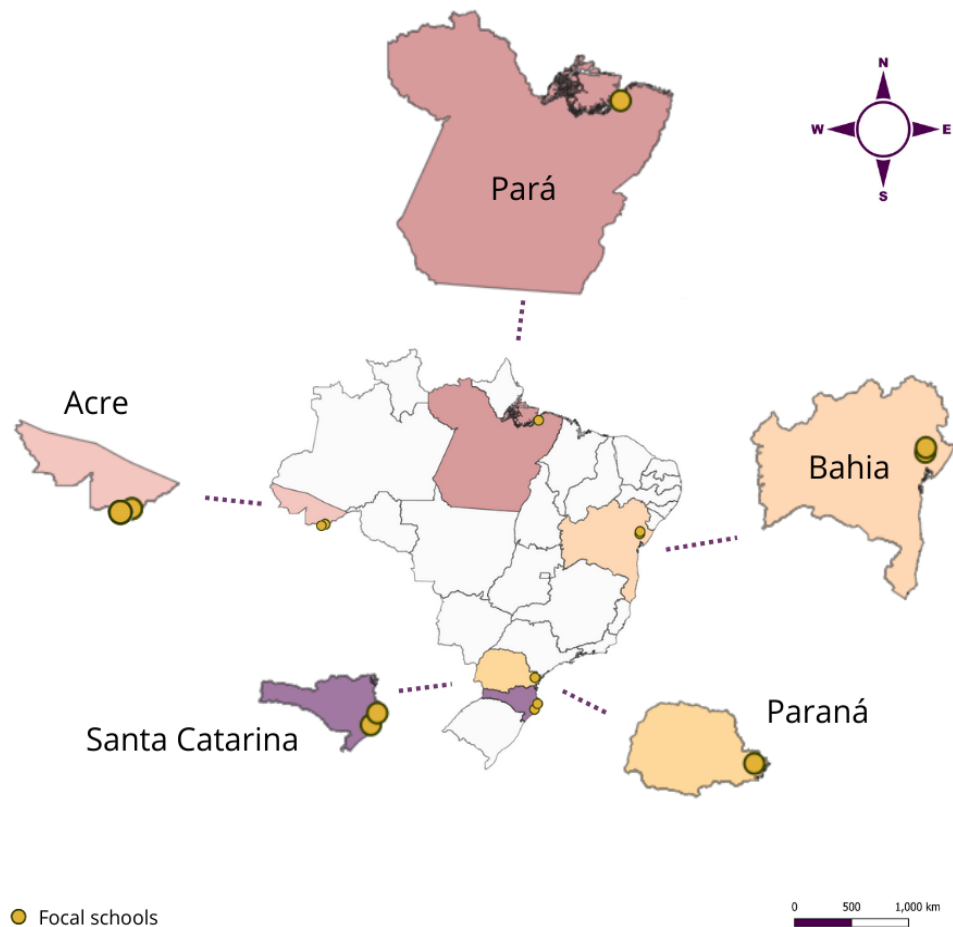 N
W E
S
Pará
Acre
Bahia
Santa Catarina
Paraná
Focal schools
0 500 1,000 km